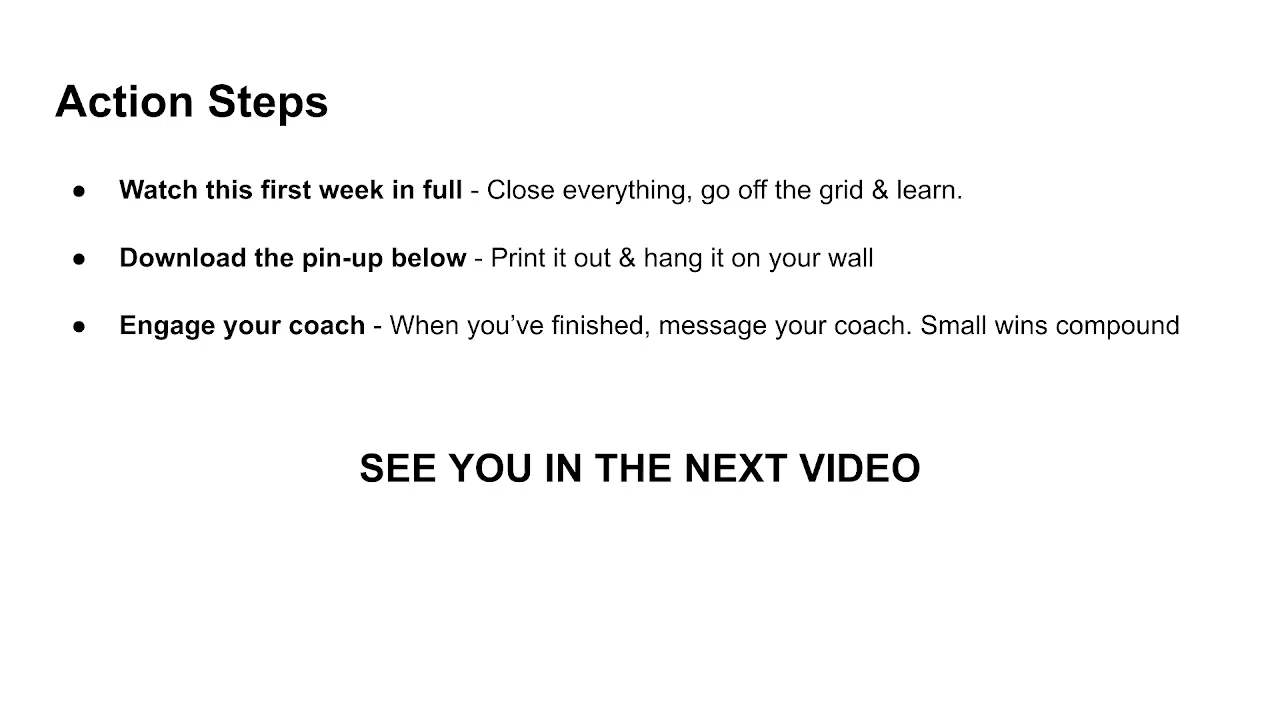 Action Steps
● Watch this first week in full - Close everything, go off the grid & learn.
● Download the pin-up below - Print it out & hang it on your wall
● Engage your coach - When you’ve finished, message your coach. Small wins compound
SEE YOU IN THE NEXT VIDEO